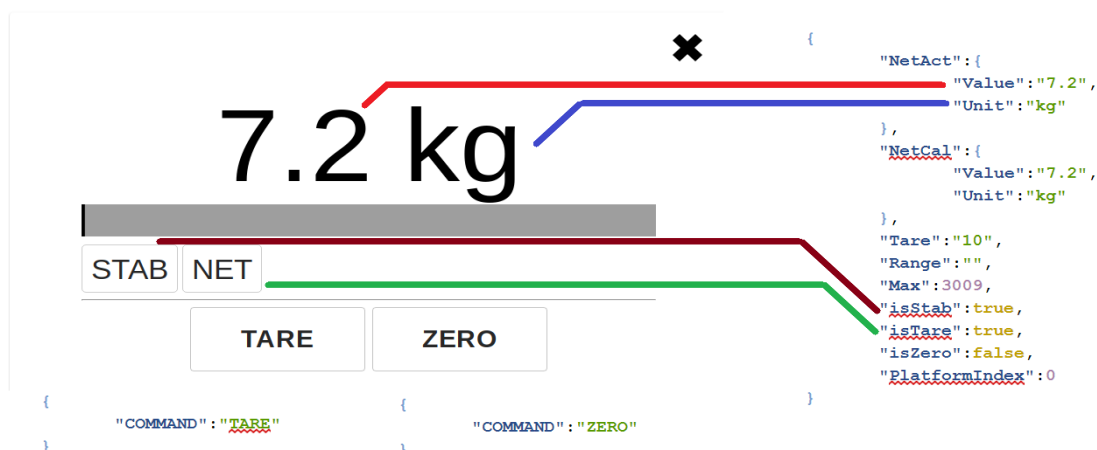 7.2 kg
STAB NET
TARE ZERO
{
"NetAct":{
"Value":"7.2",
"Unit":"kg"
},
"NetCal":{
"Value":"7.2",
"Unit":"kg"
},
"Tare":"10",
"Range":"",
"Max":3009,
"isStab":true,
"isTare":true,
"isZero":false,
"PlatformIndex":0
}
{
"COMMAND":"TARE"
}
{
"COMMAND":"ZERO"
}